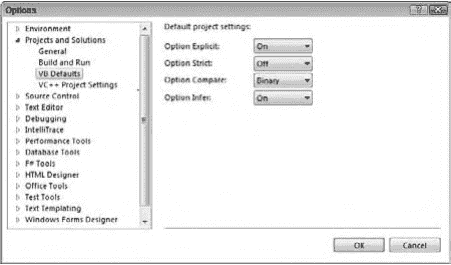 Options
Environment
Projects and Solutions
General
Build and Run
VB Defaults
VC++ Project Settings
Source Control
Text Editor
Debugging
IntelliTrace
Performance Tools
Database Tools
F# Tools
HTML Designer
Office Tools
Test Tools
Text Templating
Windows Forms Designer
Default project settings:
Option Explicit: On
Option Strict: Off
Option Compare: Binary
Option Infer: On
OK Cancel